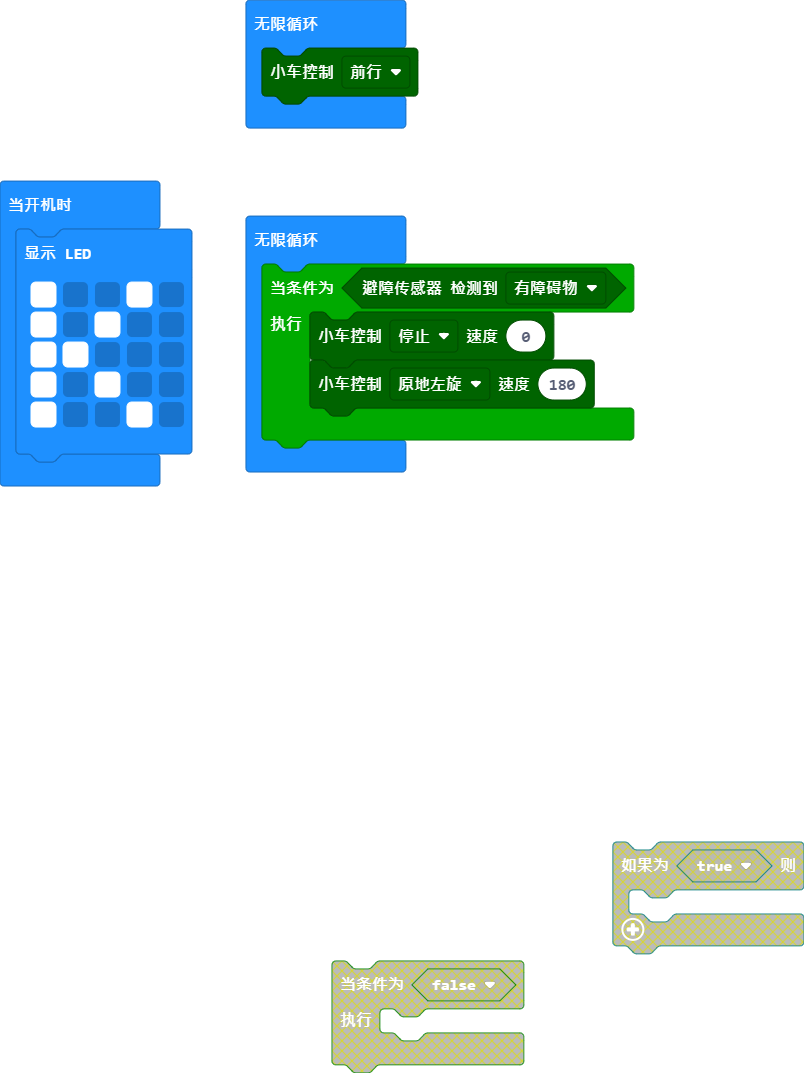 无限循环
小车控制 前行
当开机时
显示 LED
无限循环
当条件为 避障传感器 检测到 有障碍物
执行
小车控制 停止 速度 0
小车控制 原地左旋 速度 180
如果为 true 则
当条件为 false
执行